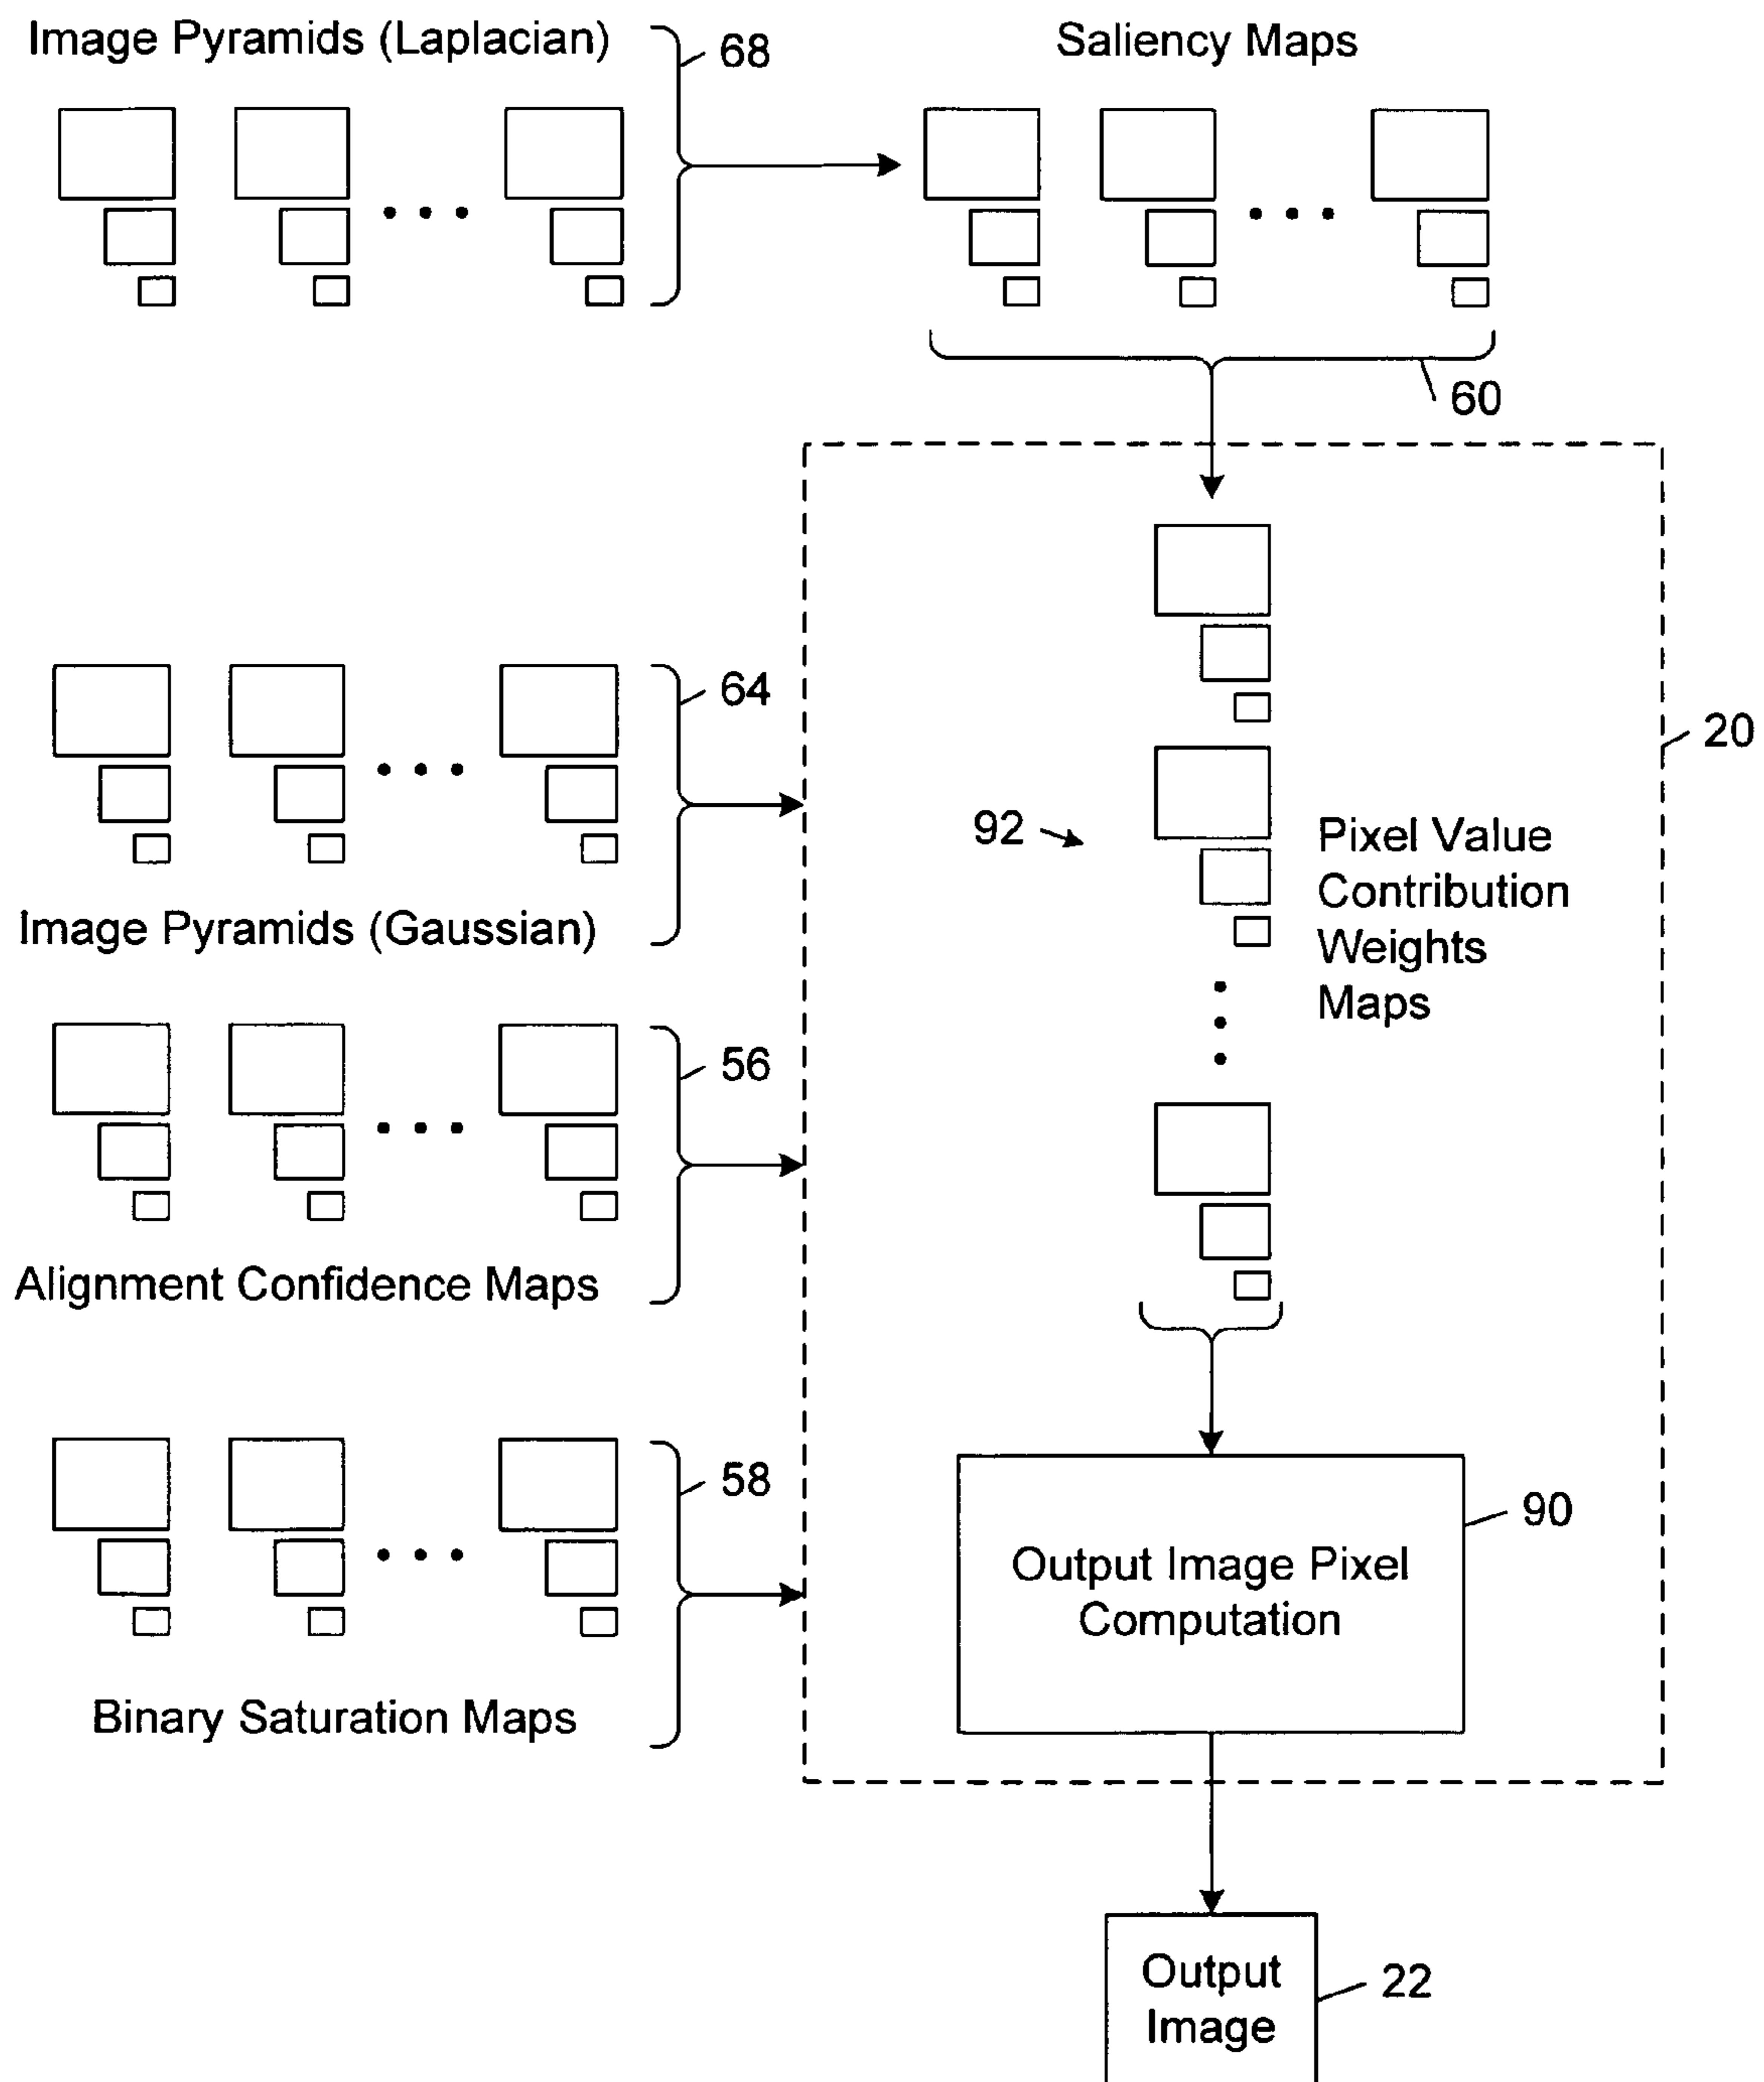 Image Pyramids (Laplacian)
68
Saliency Maps
60
64
Image Pyramids (Gaussian)
20
92
Pixel Value
Contribution
Weights
Maps
56
Alignment Confidence Maps
58
Binary Saturation Maps
90
Output Image Pixel
Computation
Output
Image
22